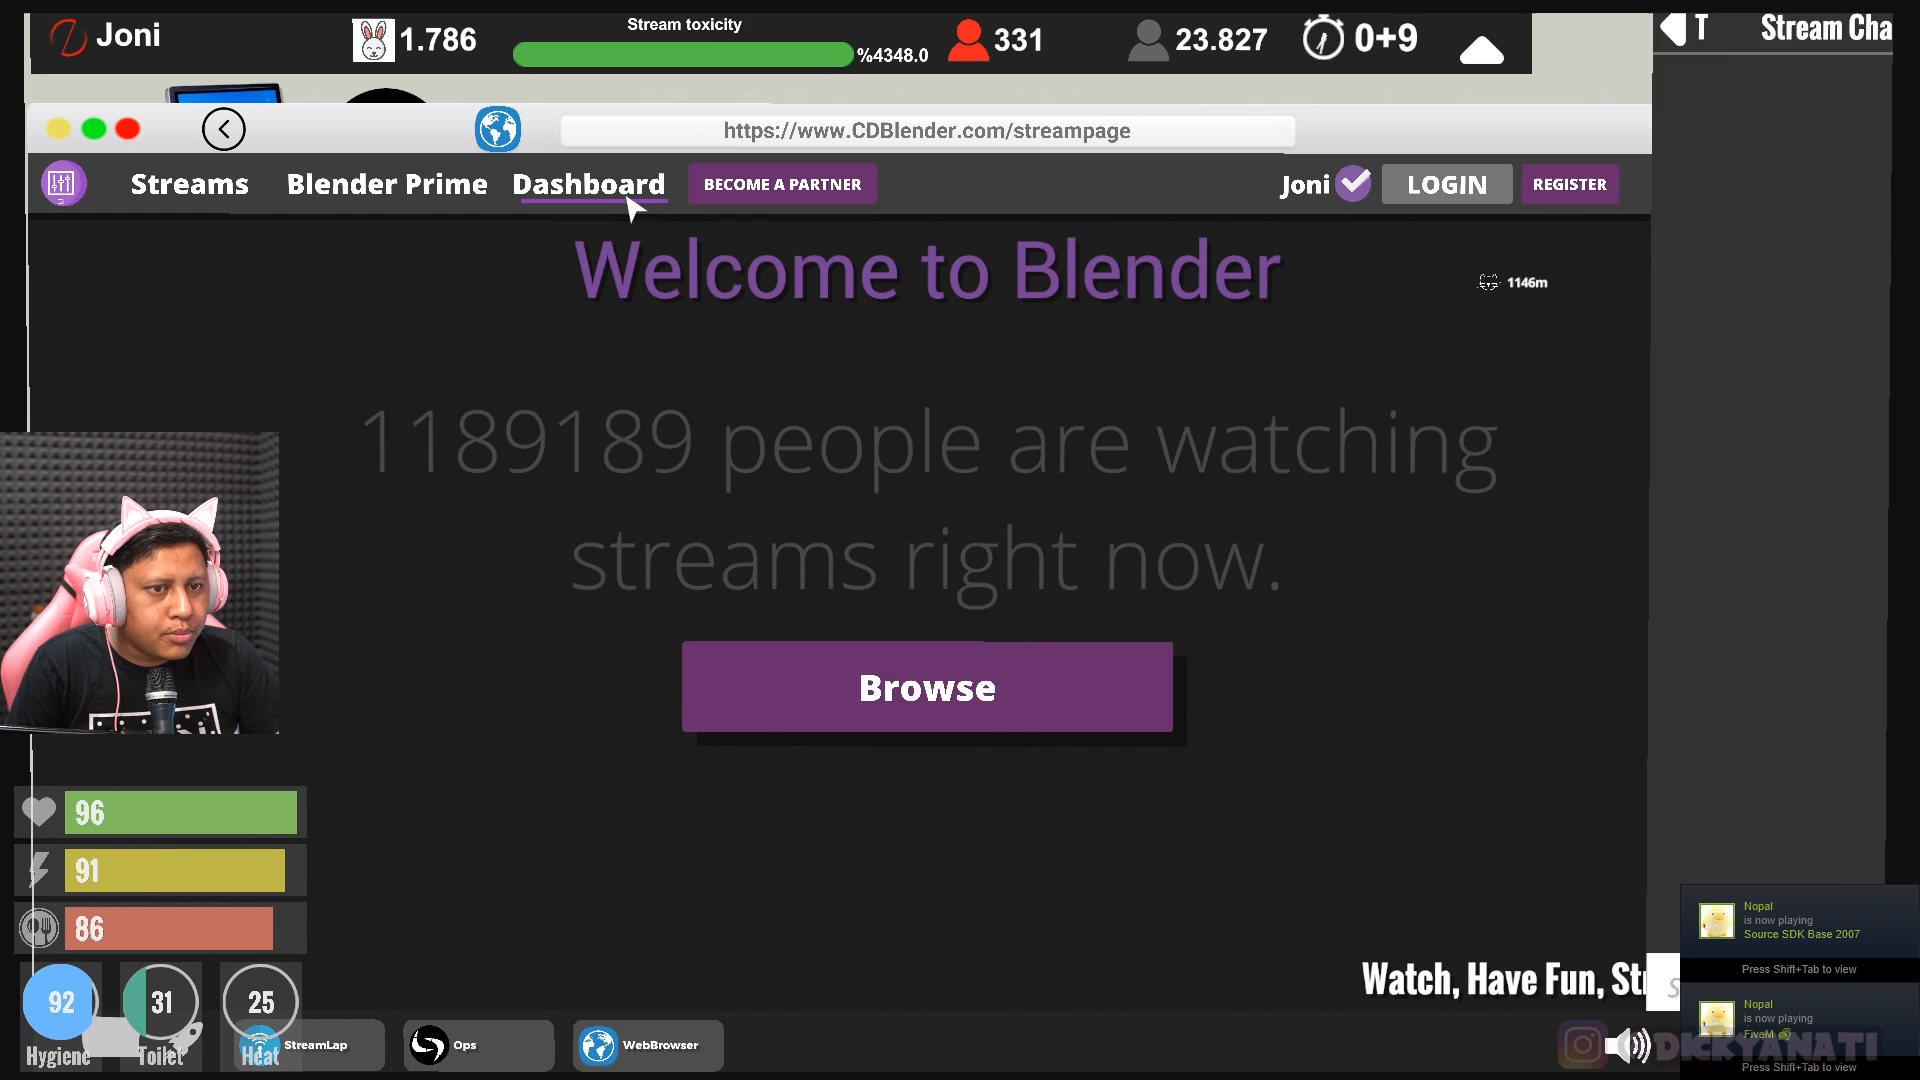 Joni
1.786
Stream toxicity
%4348.0
331
23.827
0+9
T
Stream Cha
https://www.CDBlender.com/streampage
Streams
Blender Prime
Dashboard
BECOME A PARTNER
Joni
LOGIN
REGISTER
Welcome to Blender
1146m
1189189 people are watching
streams right now.
Browse
96
91
86
92
31
25
Hygiene
Toilet
Heat
StreamLap
Ops
WebBrowser
Watch, Have Fun, Str
S
Nopal
is now playing
Source SDK Base 2007
Press Shift+Tab to view
Nopal
is now playing
FiveM
Press Shift+Tab to view
DICKYANATI